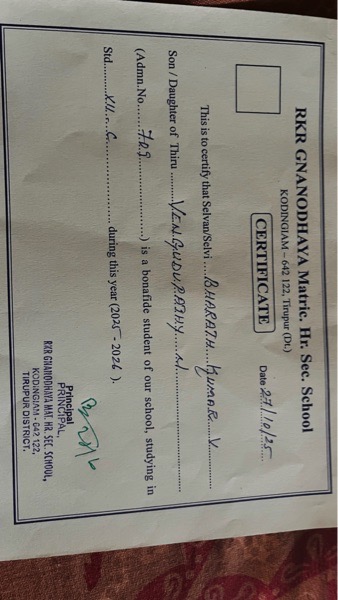 RKR GNANODHAYA Matric. Hr. Sec. School
KODINGIAM – 642 122, Tirupur (Dt.)
CERTIFICATE
Date 27/10/25
This is to certify that Selvan/Selvi ....BHARATH....KUMAR....V....
Son / Daughter of Thiru ........VENGUDUPATHY....N........
(Admn.No....709........) is a bonafide student of our school, studying in
Std......XII - C............ during this year (2025 - 2026 ).
Principal
PRINCIPAL,
RKR GNANODHAYA MAT. HR. SEC. SCHOOL,
KODINGIAM - 642 122,
TIRUPUR DISTRICT.